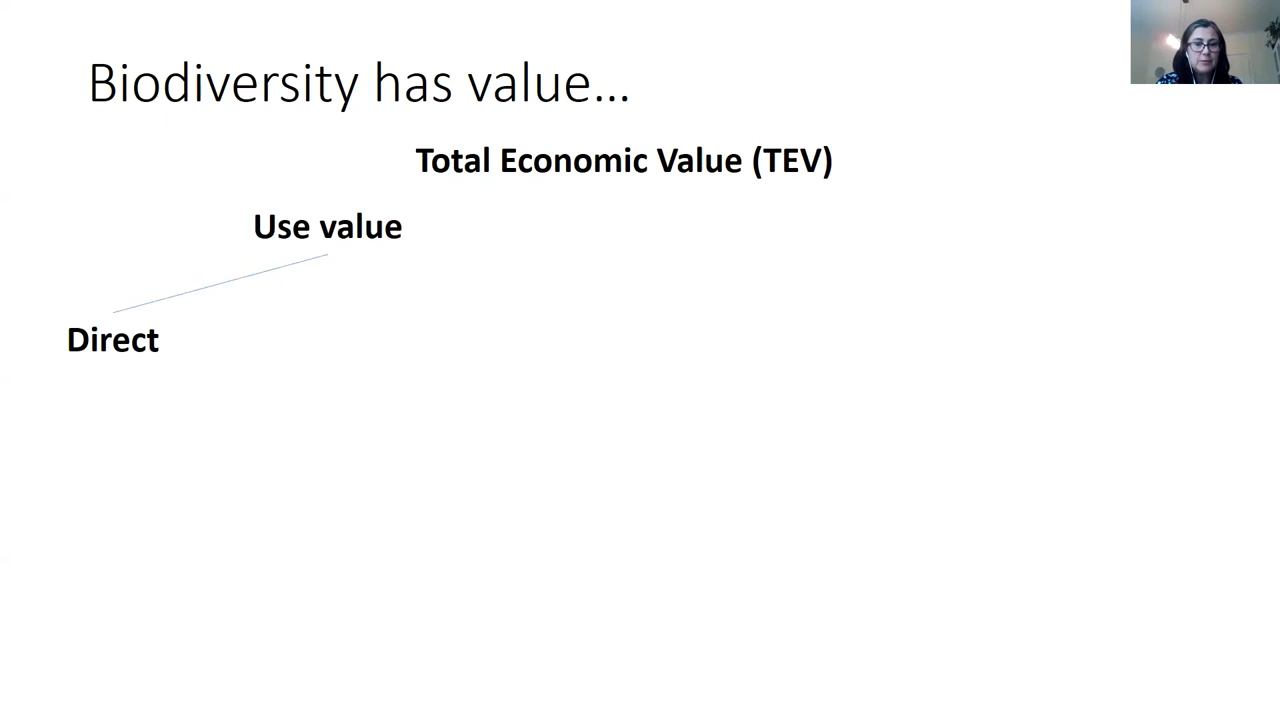 Biodiversity has value...
Total Economic Value (TEV)
Use value
Direct